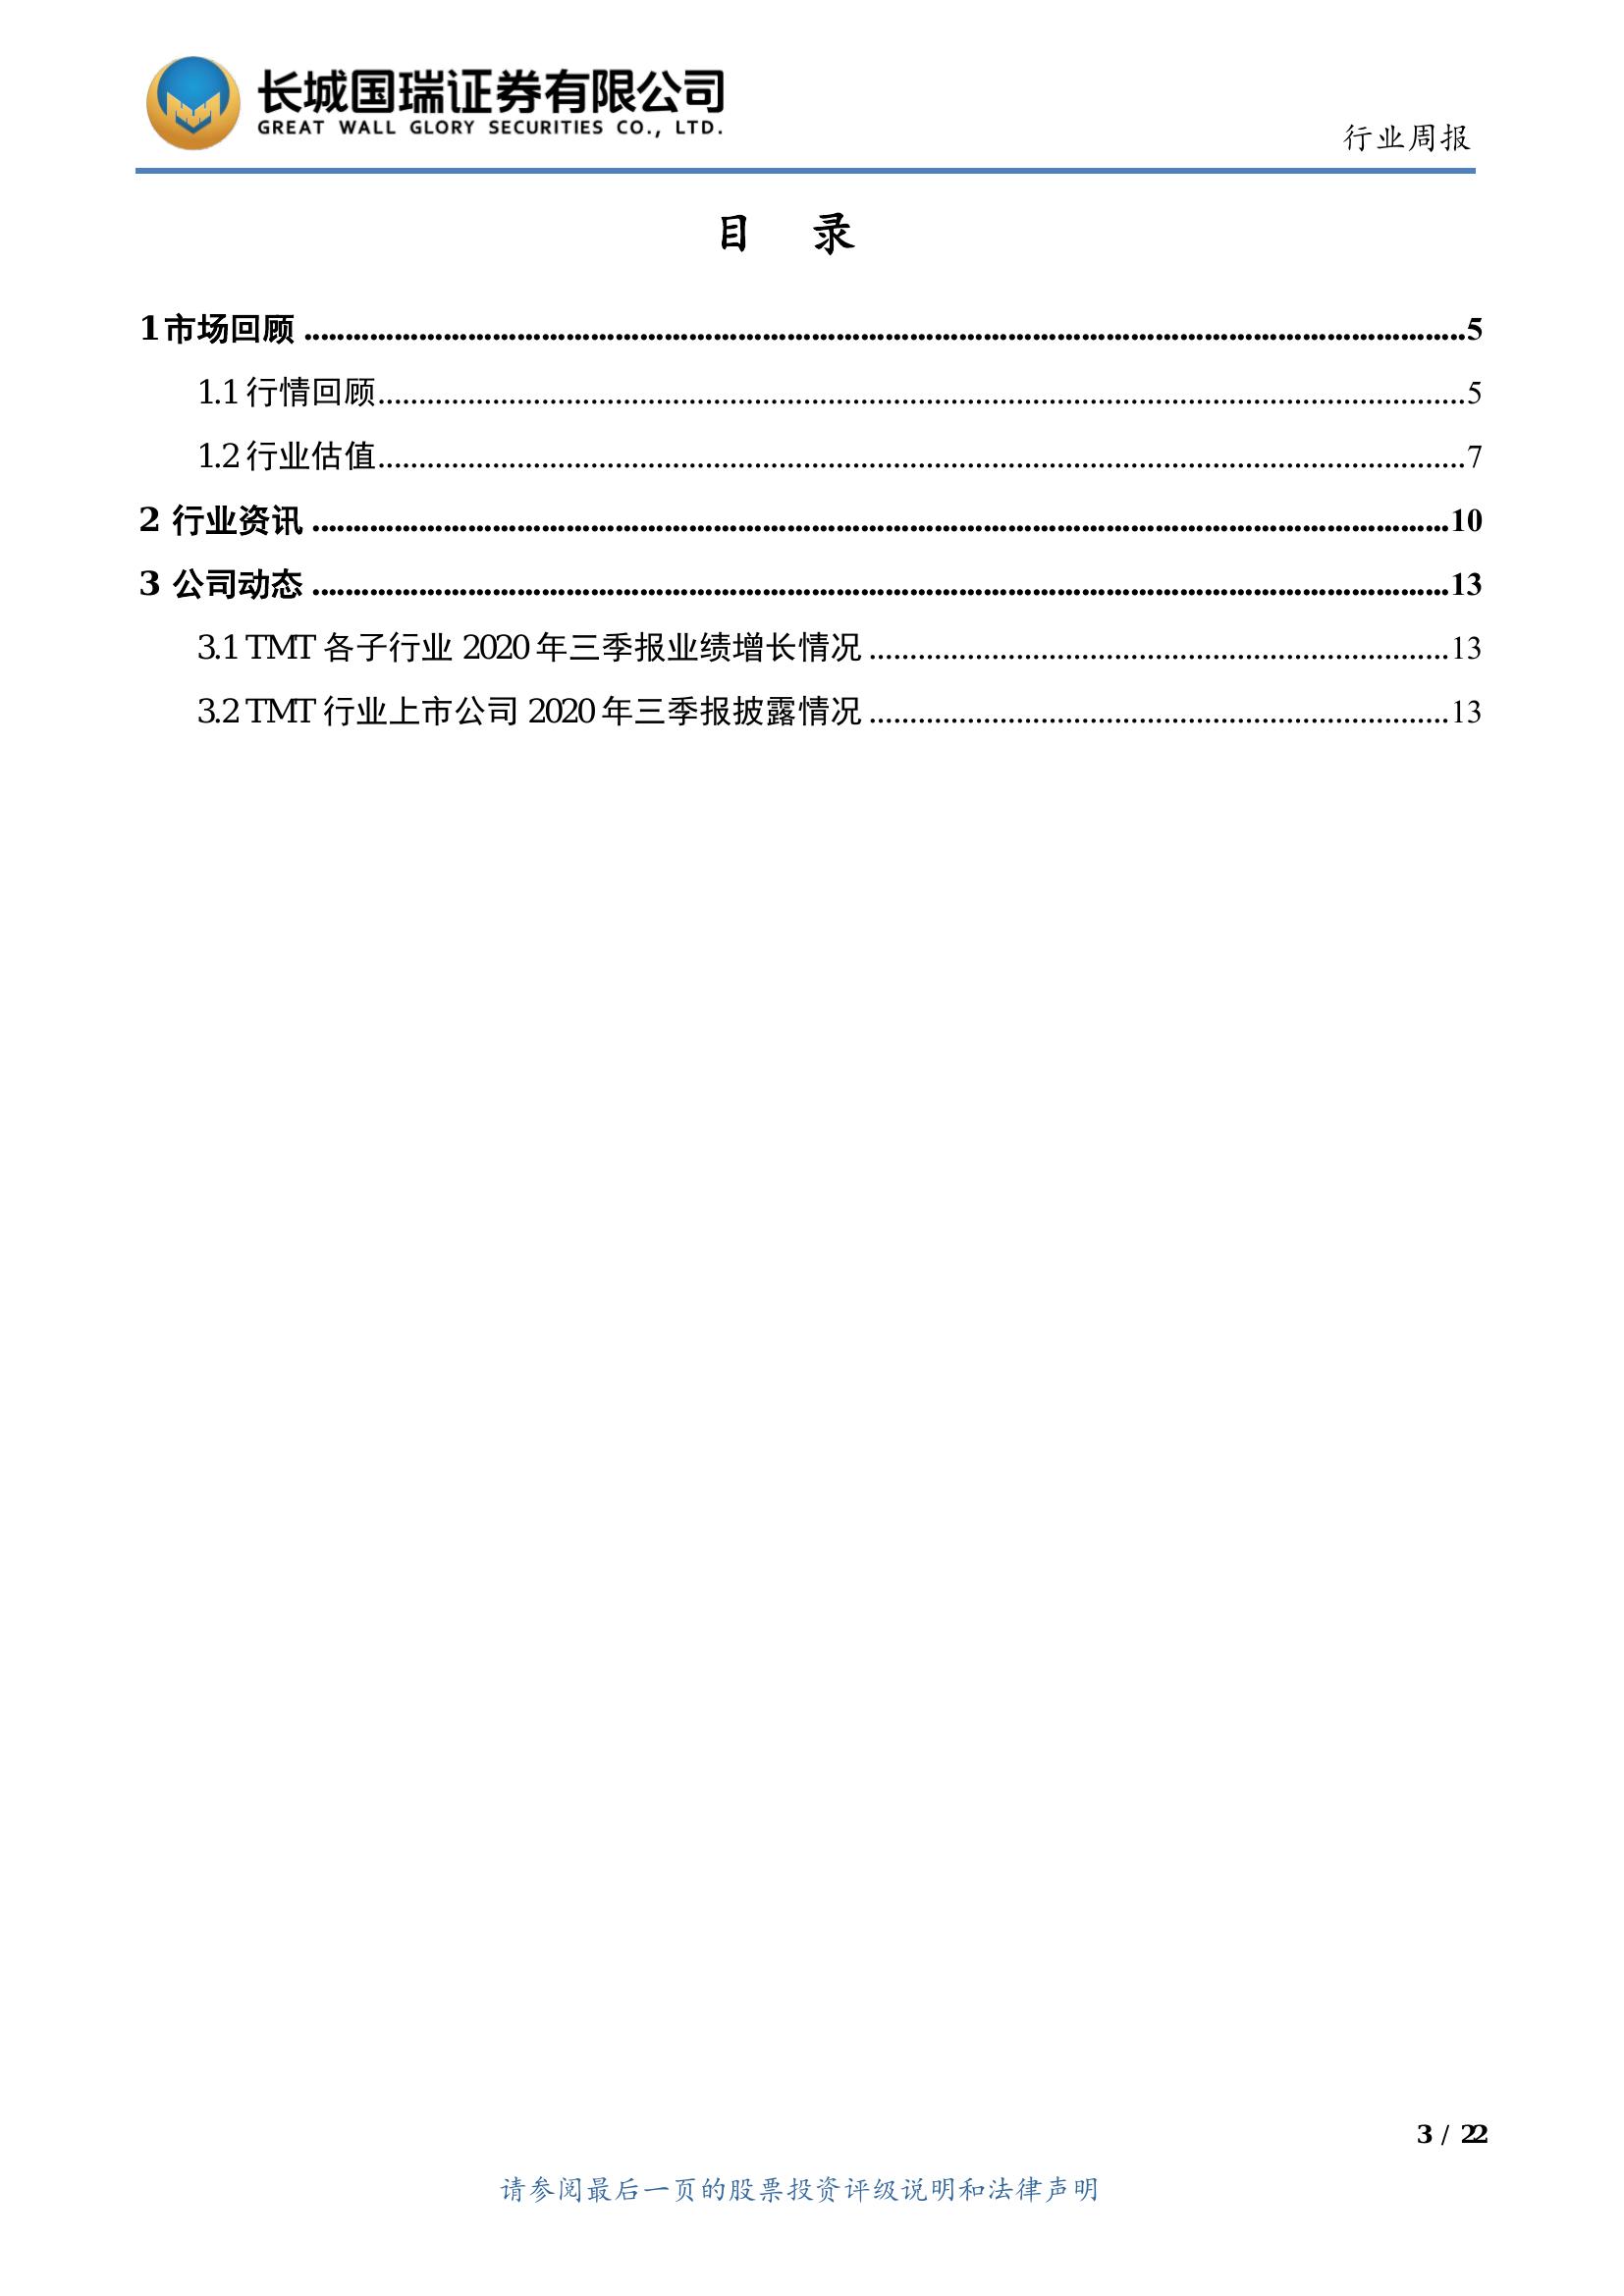 长城国瑞证券有限公司
GREAT WALL GLORY SECURITIES CO., LTD.
行业周报
目 录
1市场回顾 ........................................ 5
1.1 行情回顾 ........................................ 5
1.2 行业估值 ........................................ 7
2 行业资讯 ........................................ 10
3 公司动态 ........................................ 13
3.1 TMT 各子行业 2020 年三季报业绩增长情况 ........................................ 13
3.2 TMT 行业上市公司 2020 年三季报披露情况 ........................................ 13
3 / 22
请参阅最后一页的股票投资评级说明和法律声明